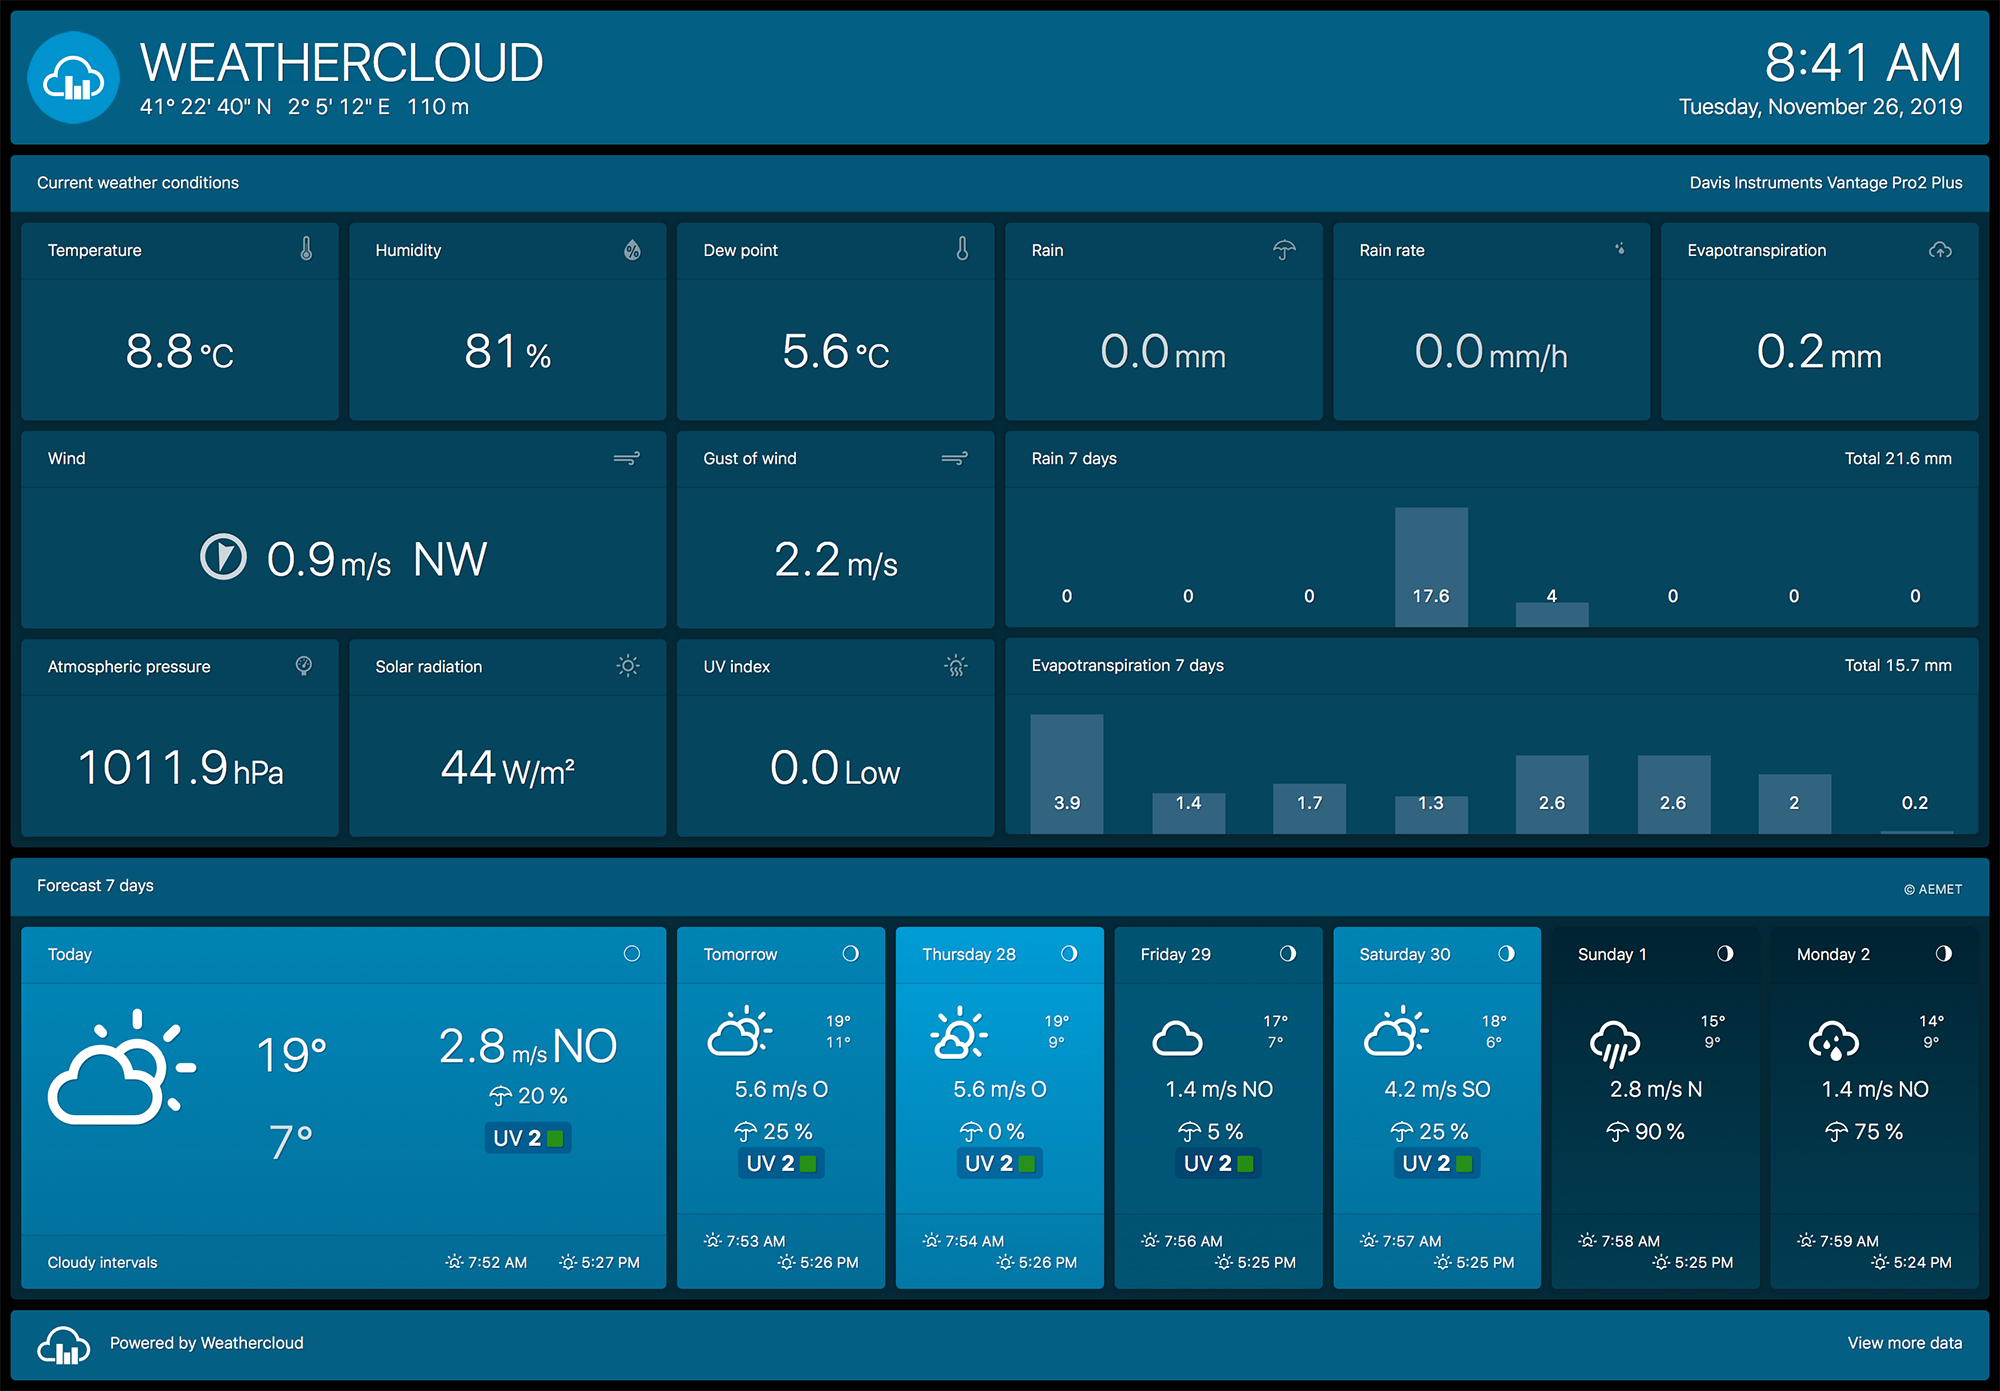 WEATHERCLOUD
41° 22' 40" N 2° 5' 12" E 110 m
8:41 AM
Tuesday, November 26, 2019
Current weather conditions
Davis Instruments Vantage Pro2 Plus
Temperature
8.8 °C
Humidity
81 %
Dew point
5.6 °C
Rain
0.0 mm
Rain rate
0.0 mm/h
Evapotranspiration
0.2 mm
Wind
0.9 m/s NW
Gust of wind
2.2 m/s
Rain 7 days
Total 21.6 mm
0 0 0 17.6 4 0 0 0
Atmospheric pressure
1011.9 hPa
Solar radiation
44 W/m²
UV index
0.0 Low
Evapotranspiration 7 days
Total 15.7 mm
3.9 1.4 1.7 1.3 2.6 2.6 2 0.2
Forecast 7 days
© AEMET
Today
19°
7°
2.8 m/s NO
20 %
UV 2
Cloudy intervals
7:52 AM 5:27 PM
Tomorrow
19°
11°
5.6 m/s O
25 %
UV 2
7:53 AM
5:26 PM
Thursday 28
19°
9°
5.6 m/s O
0 %
UV 2
7:54 AM
5:26 PM
Friday 29
17°
7°
1.4 m/s NO
5 %
UV 2
7:56 AM
5:25 PM
Saturday 30
18°
6°
4.2 m/s SO
25 %
UV 2
7:57 AM
5:25 PM
Sunday 1
15°
9°
2.8 m/s N
90 %
7:58 AM
5:25 PM
Monday 2
14°
9°
1.4 m/s NO
75 %
7:59 AM
5:24 PM
Powered by Weathercloud
View more data